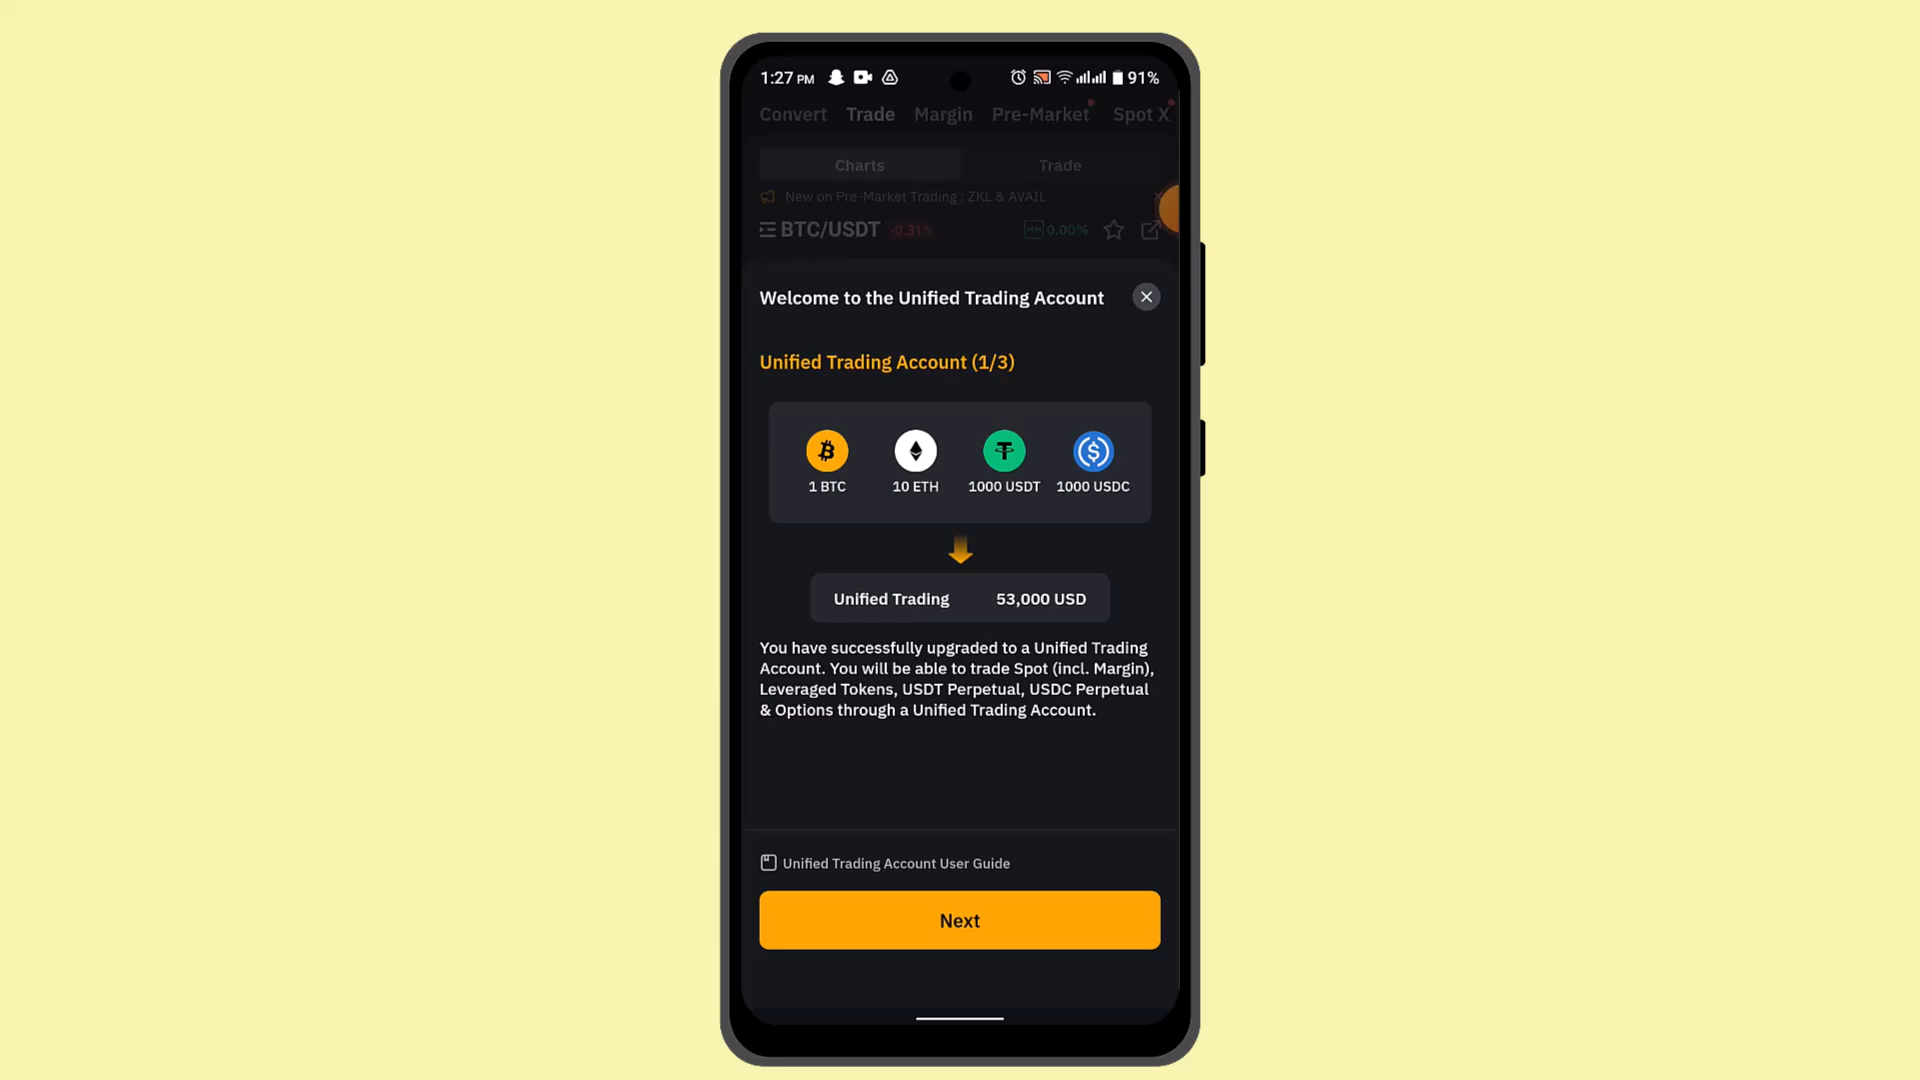 1:27 PM 91%
Convert Trade Margin Pre-Market Spot X
Charts Trade
New on Pre-Market Trading : ZKL & AVAIL
BTC/USDT -0.31% MM 0.00%
Welcome to the Unified Trading Account
Unified Trading Account (1/3)
1 BTC 10 ETH 1000 USDT 1000 USDC
Unified Trading 53,000 USD
You have successfully upgraded to a Unified Trading
Account. You will be able to trade Spot (incl. Margin),
Leveraged Tokens, USDT Perpetual, USDC Perpetual
& Options through a Unified Trading Account.
Unified Trading Account User Guide
Next